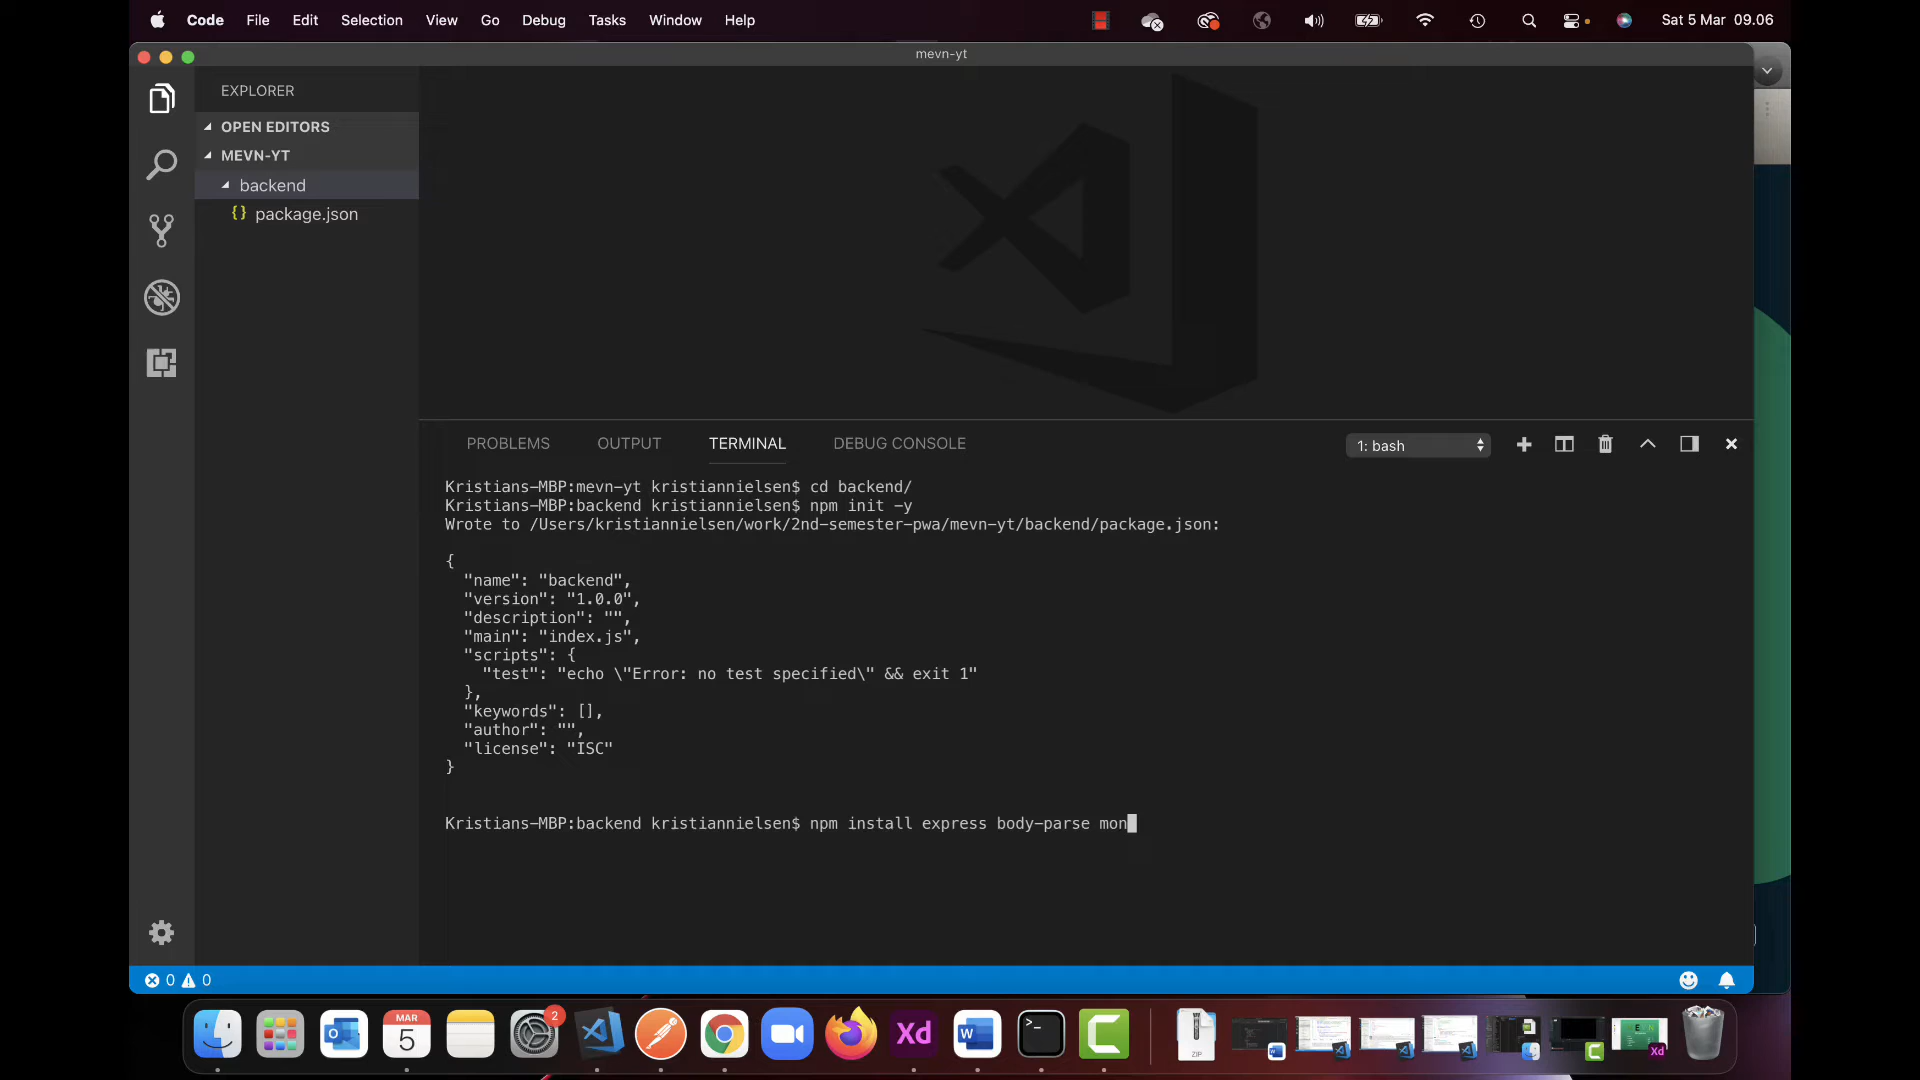 Code File Edit Selection View Go Debug Tasks Window Help Sat 5 Mar 09.06
mevn-yt
EXPLORER
OPEN EDITORS
MEVN-YT
backend
{} package.json
PROBLEMS OUTPUT TERMINAL DEBUG CONSOLE 1: bash
Kristians-MBP:mevn-yt kristiannielsen$ cd backend/
Kristians-MBP:backend kristiannielsen$ npm init -y
Wrote to /Users/kristiannielsen/work/2nd-semester-pwa/mevn-yt/backend/package.json:
{
"name": "backend",
"version": "1.0.0",
"description": "",
"main": "index.js",
"scripts": {
"test": "echo \"Error: no test specified\" && exit 1"
},
"keywords": [],
"author": "",
"license": "ISC"
}
Kristians-MBP:backend kristiannielsen$ npm install express body-parse mon
0 0
MAR
5
2
Xd
W
>_
C
ZIP
W
C
Xd